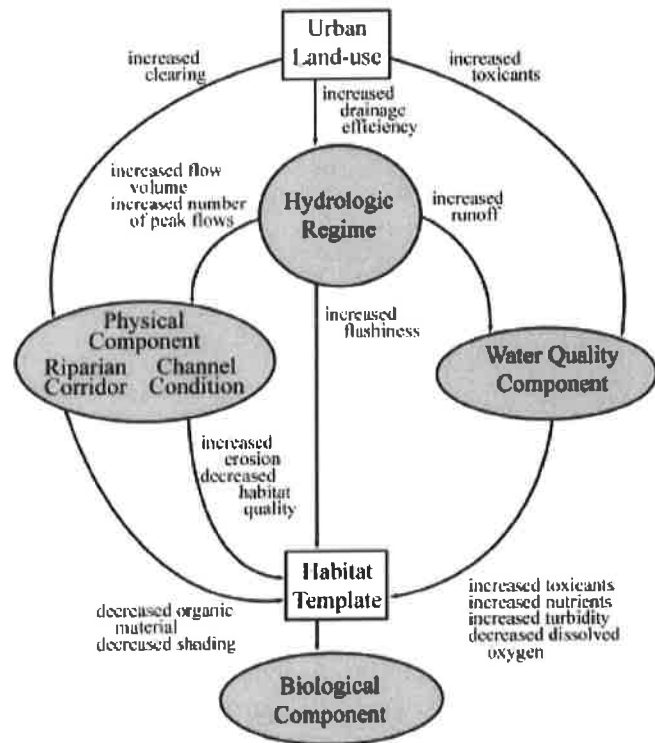 Urban
Land-use
increased
clearing
increased
toxicants
increased
drainage
efficiency
increased flow
volume
increased number
of peak flows
Hydrologic
Regime
increased
runoff
increased
flashiness
Physical
Component
Riparian Channel
Corridor Condition
Water Quality
Component
increased
erosion
decreased
habitat
quality
Habitat
Template
decreased organic
material
decreased shading
increased toxicants
increased nutrients
increased turbidity
decreased dissolved
oxygen
Biological
Component